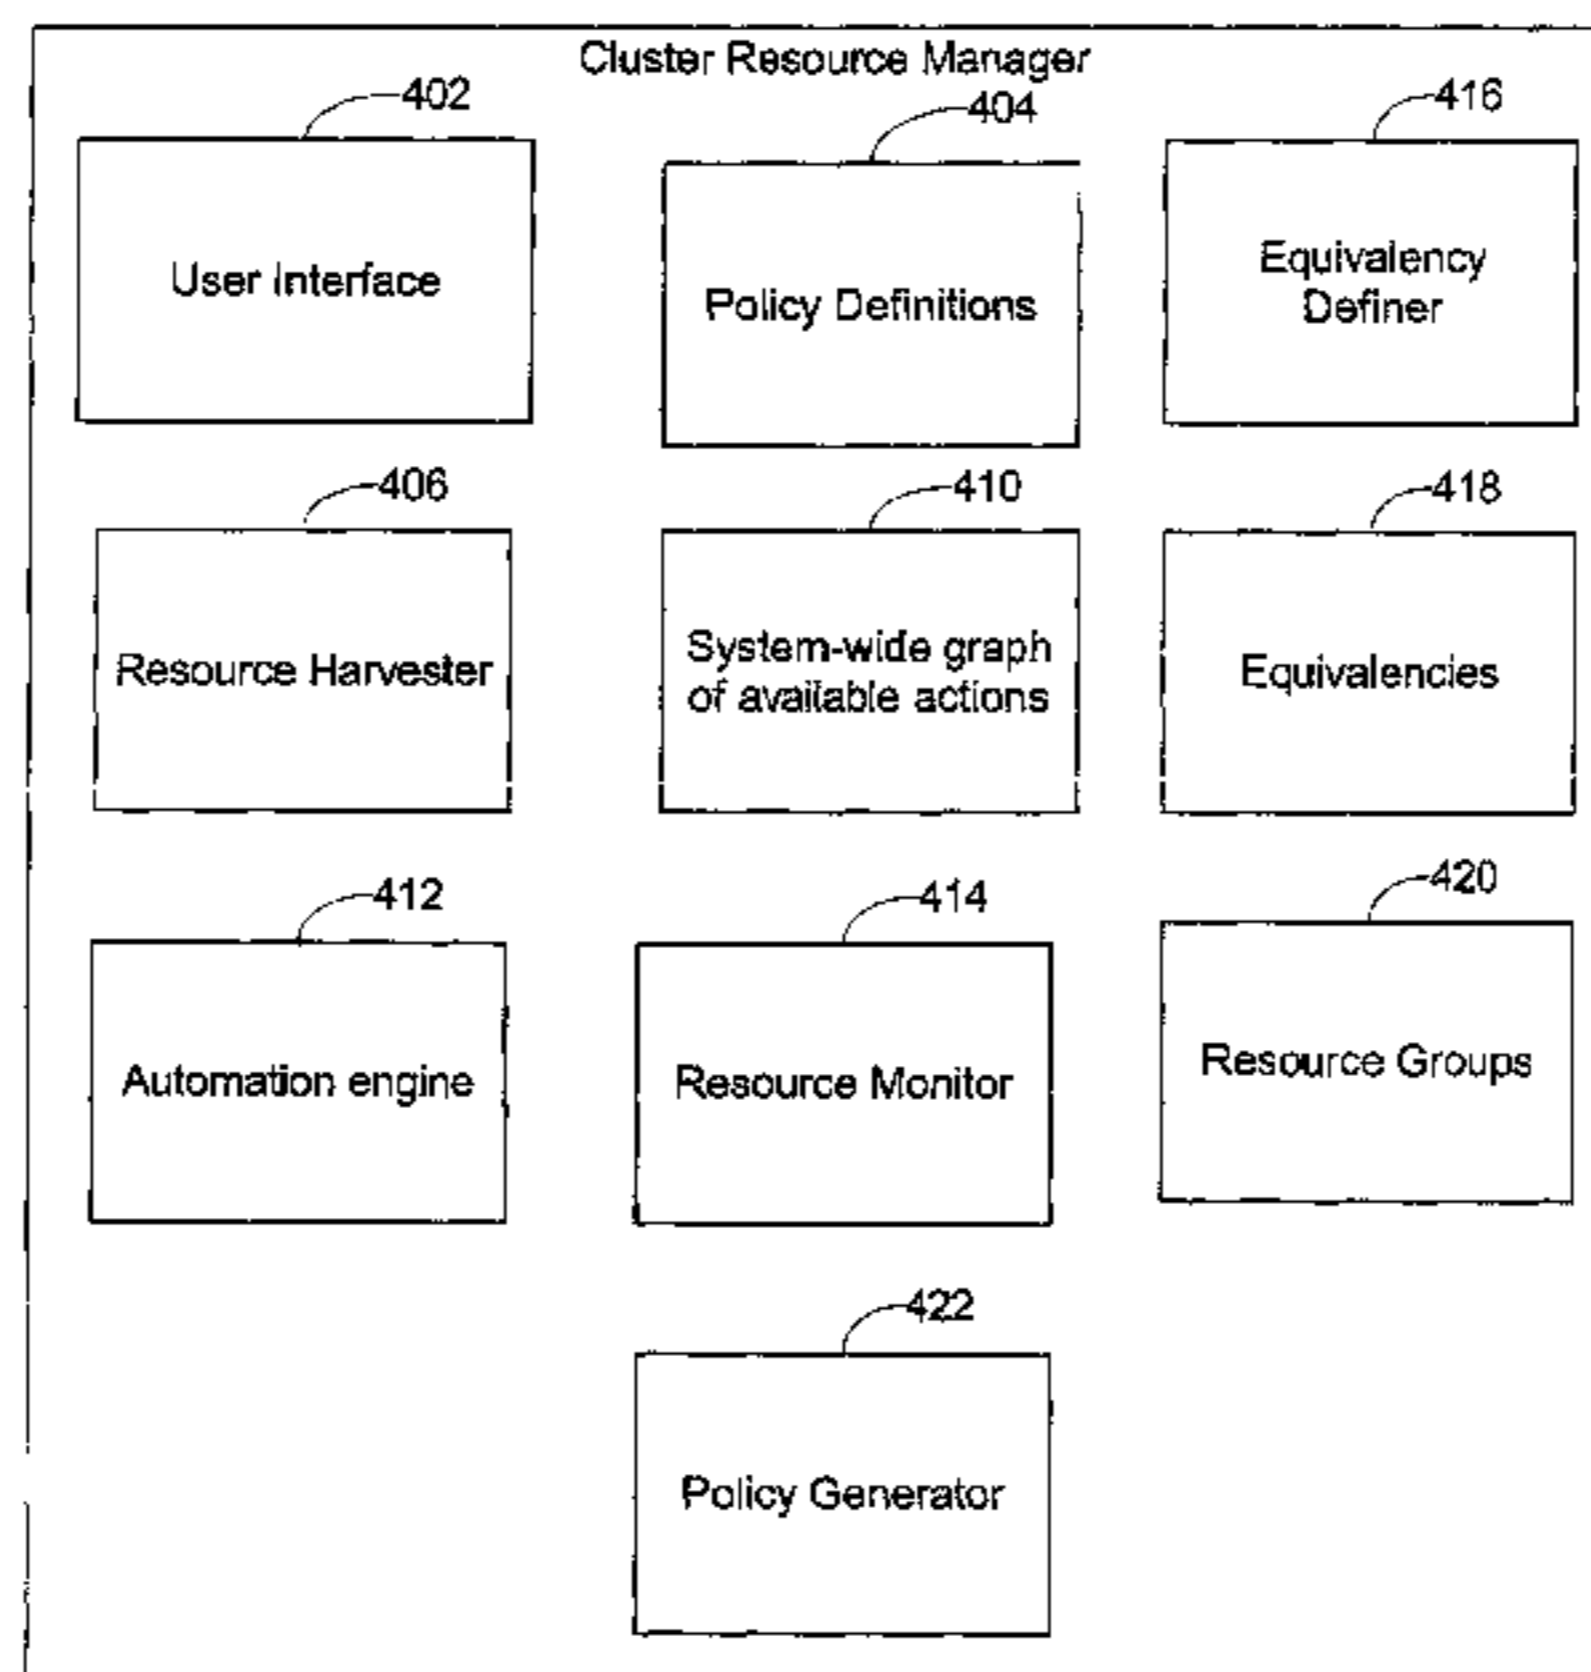 Cluster Resource Manager
402
404
416
User Interface
Policy Definitions
Equivalency
Definer
406
410
418
Resource Harvester
System-wide graph
of available actions
Equivalencies
412
414
420
Automation engine
Resource Monitor
Resource Groups
422
Policy Generator